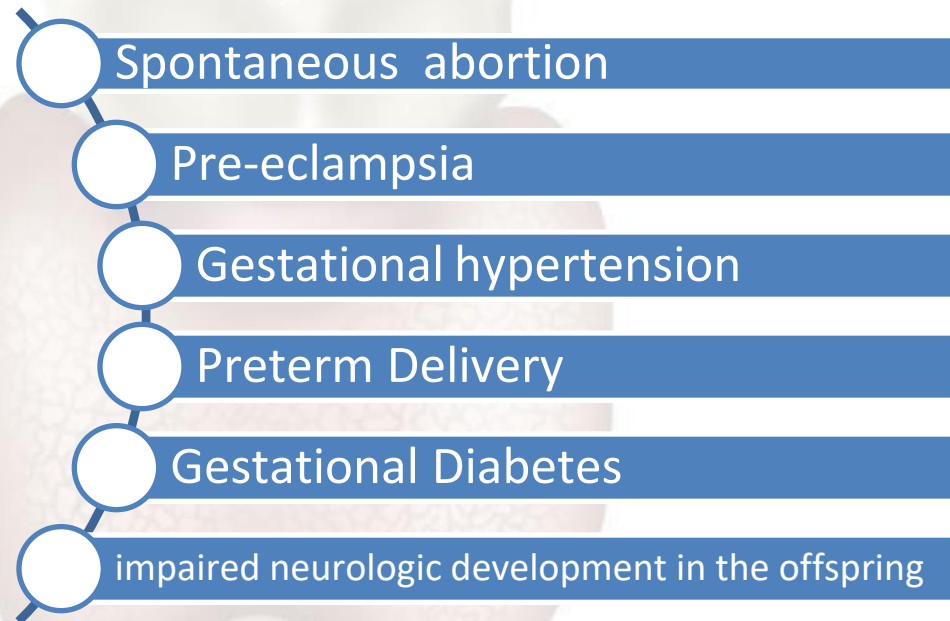 Spontaneous  abortion
Pre-eclampsia
Gestational hypertension
Preterm Delivery
Gestational Diabetes
impaired neurologic development in the offspring